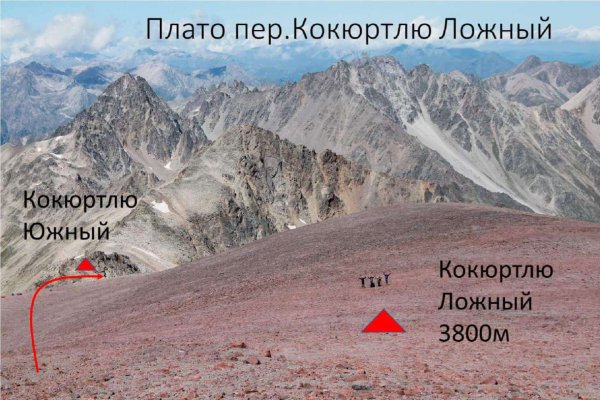 Плато пер.Кокюртлю Ложный
Кокюртлю
Южный
Кокюртлю
Ложный
3800м